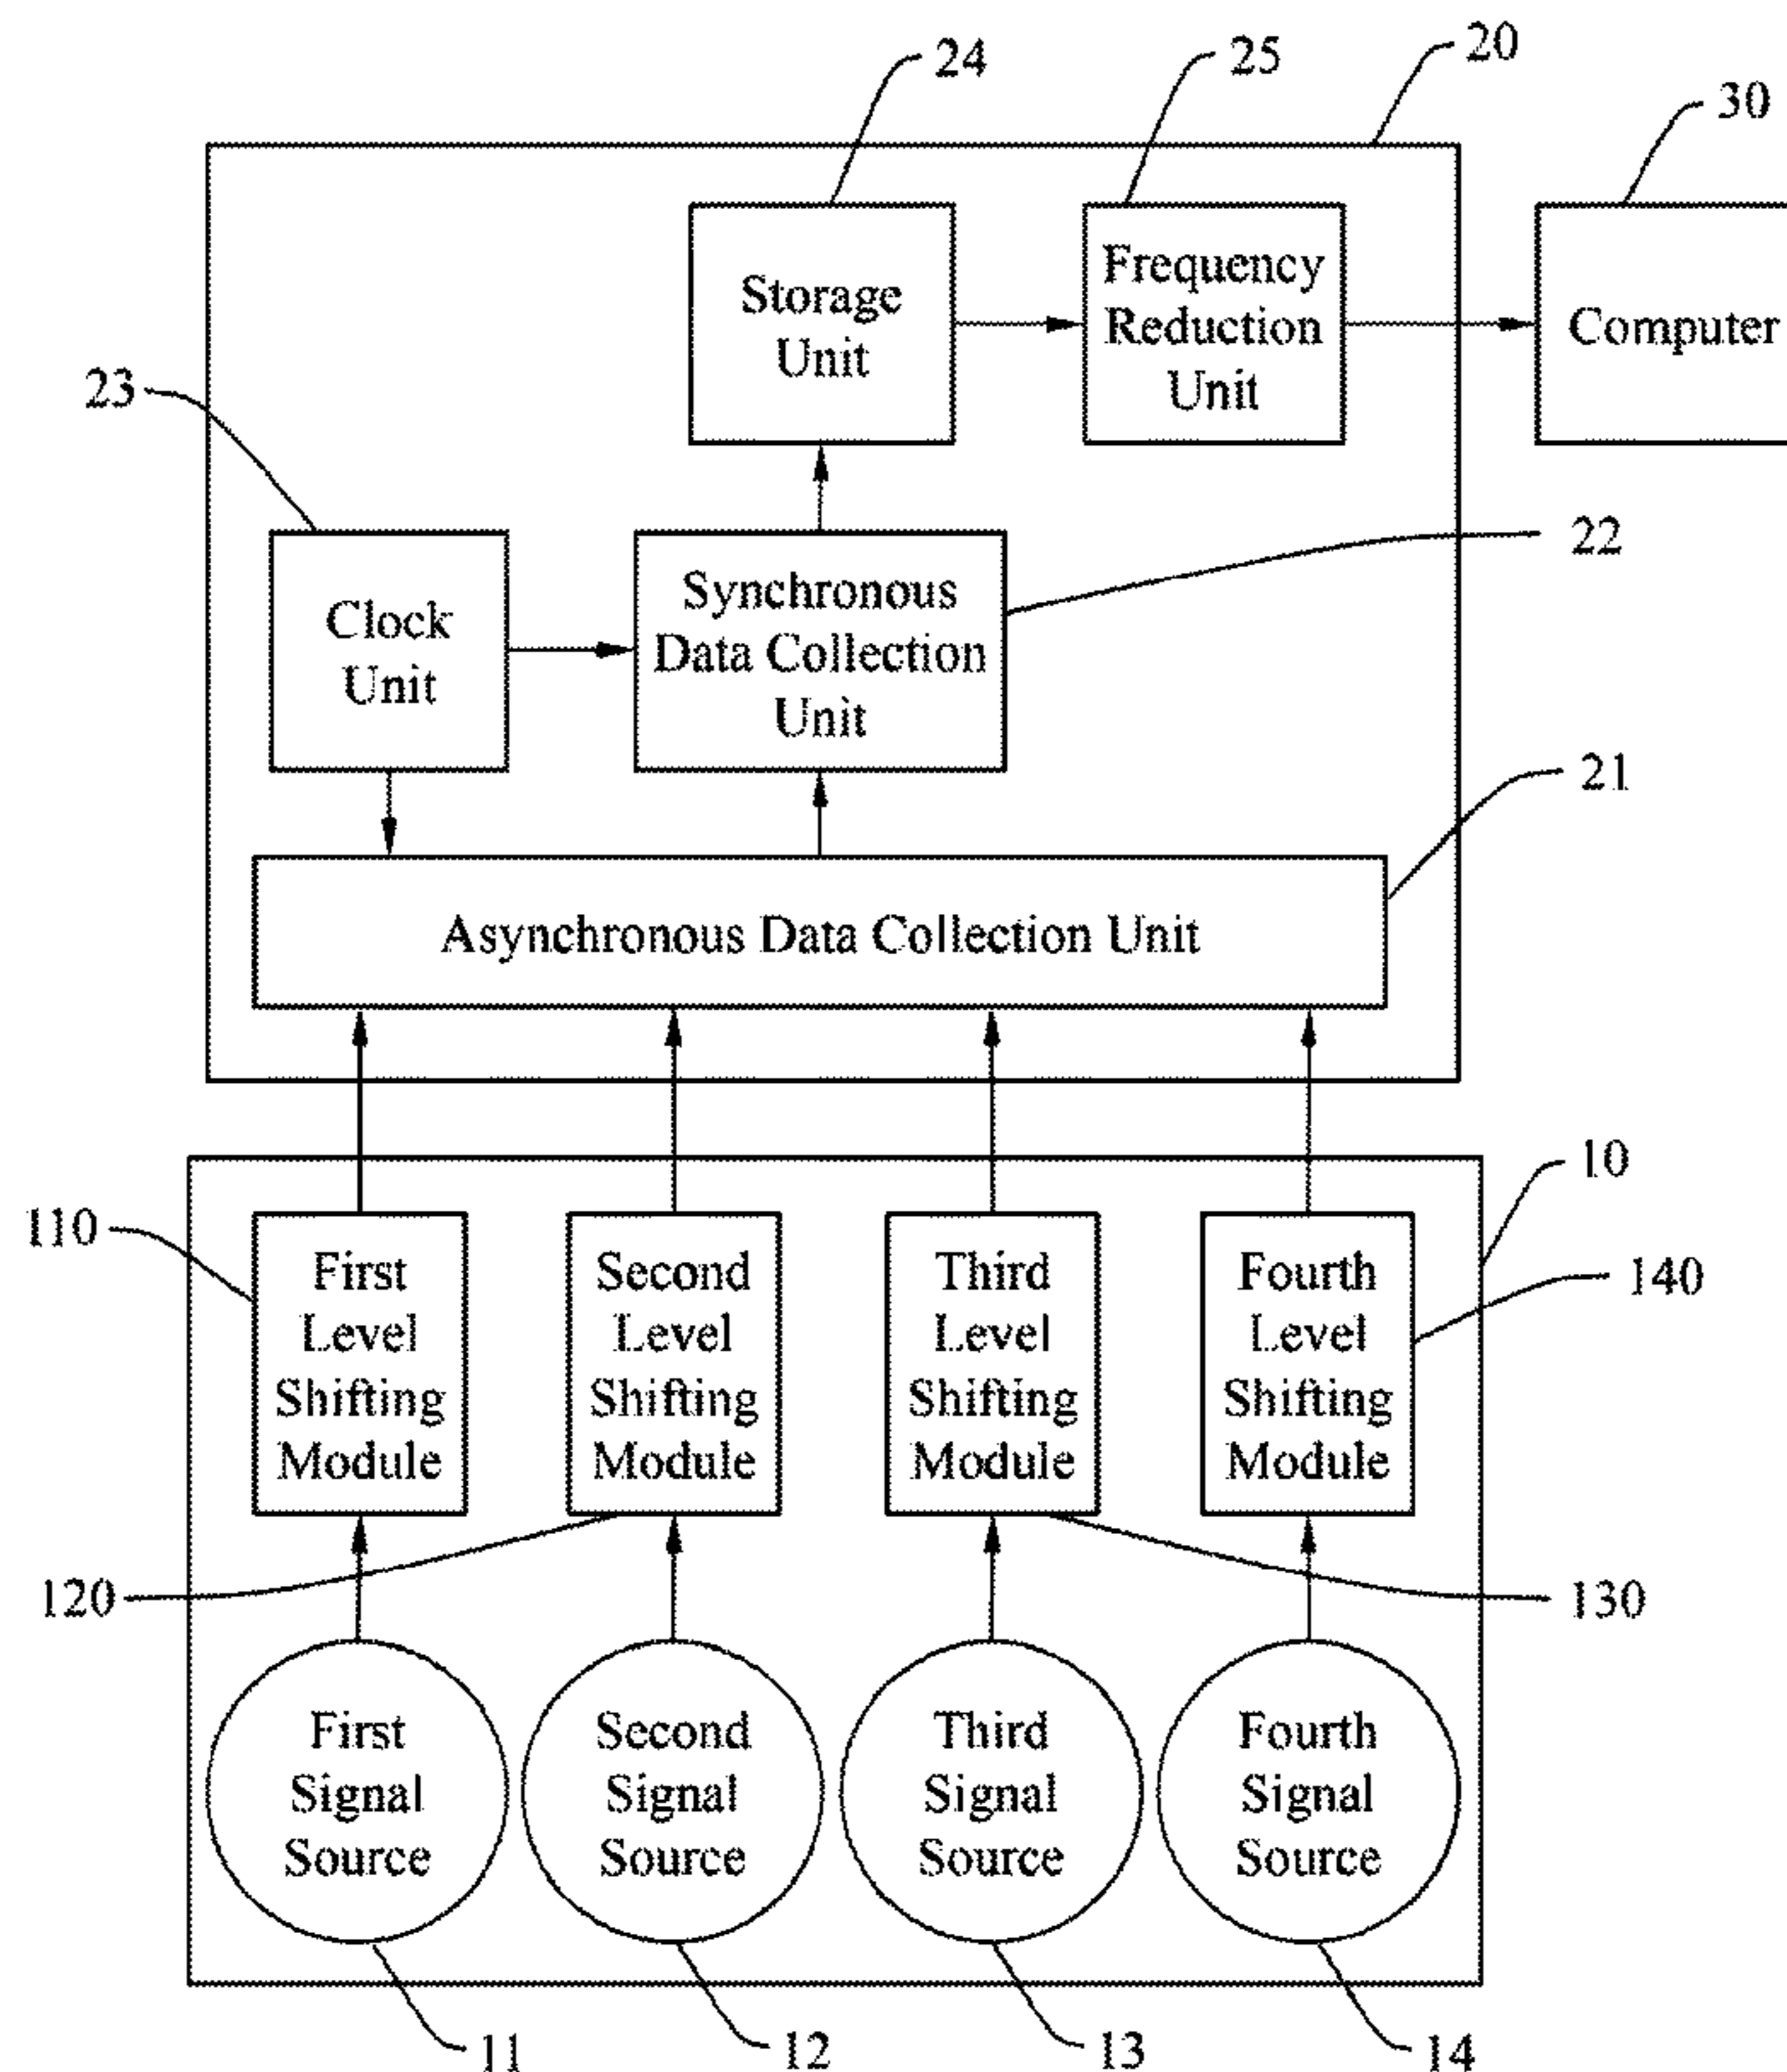 24
25
20
30
Storage
Unit
Frequency
Reduction
Unit
Computer
23
22
Clock
Unit
Synchronous
Data Collection
Unit
21
Asynchronous Data Collection Unit
10
110
First
Level
Shifting
Module
Second
Level
Shifting
Module
Third
Level
Shifting
Module
Fourth
Level
Shifting
Module
140
120
130
First
Signal
Source
Second
Signal
Source
Third
Signal
Source
Fourth
Signal
Source
11
12
13
14